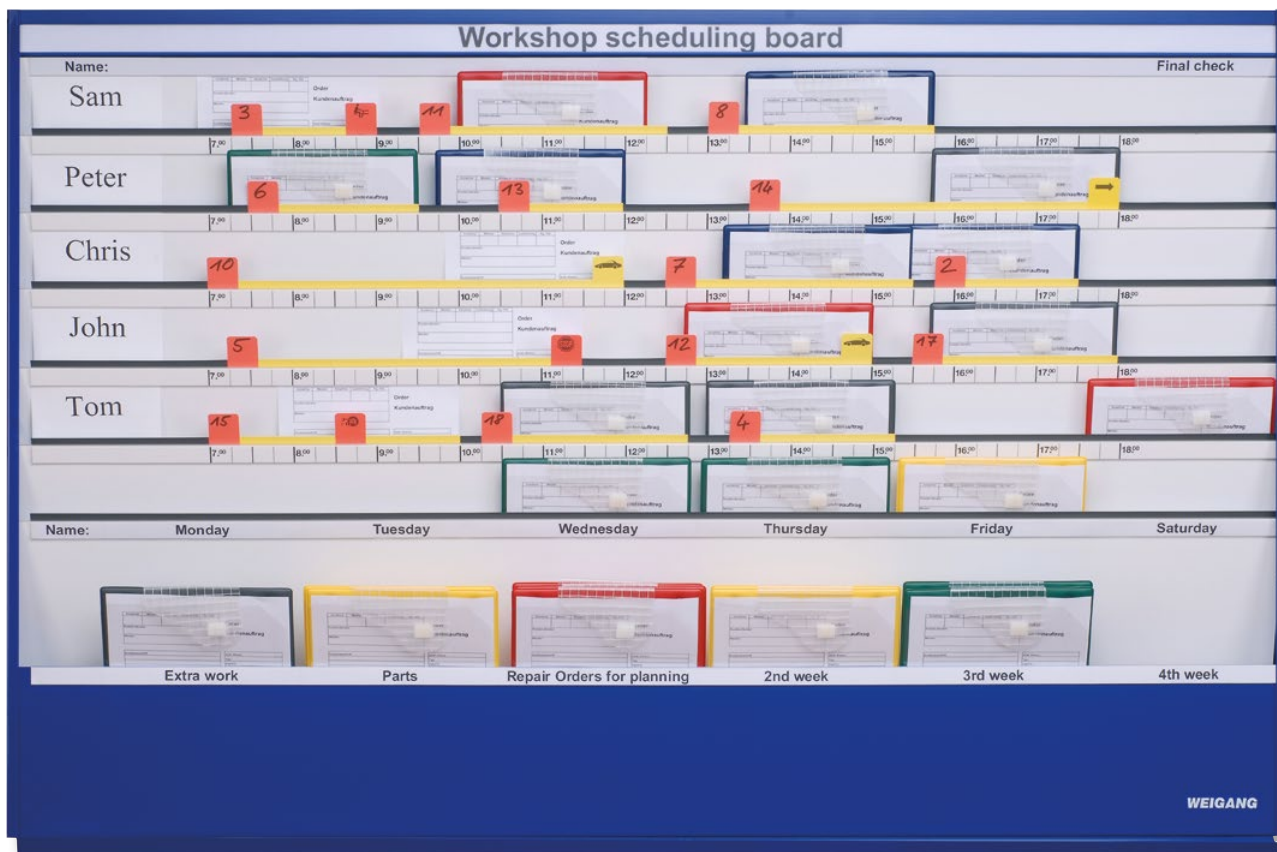 Workshop scheduling board
Name: Final check
Sam
Order
Kundenauftrag
3 11 8
7,00 8,00 9,00 10,00 11,00 12,00 13,00 14,00 15,00 16,00 17,00 18,00
Peter
6 13 14
7,00 8,00 9,00 10,00 11,00 12,00 13,00 14,00 15,00 16,00 17,00 18,00
Chris
Order
Kundenauftrag
10 7 2
7,00 8,00 9,00 10,00 11,00 12,00 13,00 14,00 15,00 16,00 17,00 18,00
John
Order
Kundenauftrag
5 12 17
7,00 8,00 9,00 10,00 11,00 12,00 13,00 14,00 15,00 16,00 17,00 18,00
Tom
Order
Kundenauftrag
15 18 4
7,00 8,00 9,00 10,00 11,00 12,00 13,00 14,00 15,00 16,00 17,00 18,00
Name: Monday Tuesday Wednesday Thursday Friday Saturday
Extra work Parts Repair Orders for planning 2nd week 3rd week 4th week
WEIGANG